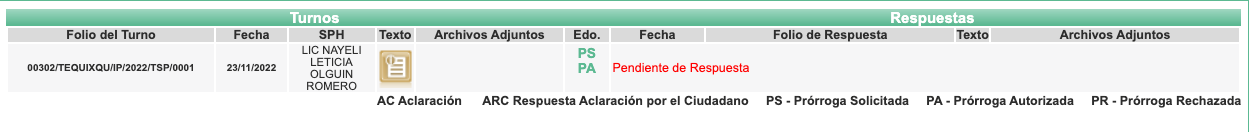 Turnos Respuestas
Folio del Turno Fecha SPH Texto Archivos Adjuntos Edo. Fecha Folio de Respuesta Texto Archivos Adjuntos
00302/TEQUIXQU/IP/2022/TSP/0001 23/11/2022 LIC NAYELI
LETICIA
OLGUIN
ROMERO
PS
PA Pendiente de Respuesta
AC Aclaración ARC Respuesta Aclaración por el Ciudadano PS - Prórroga Solicitada PA - Prórroga Autorizada PR - Prórroga Rechazada